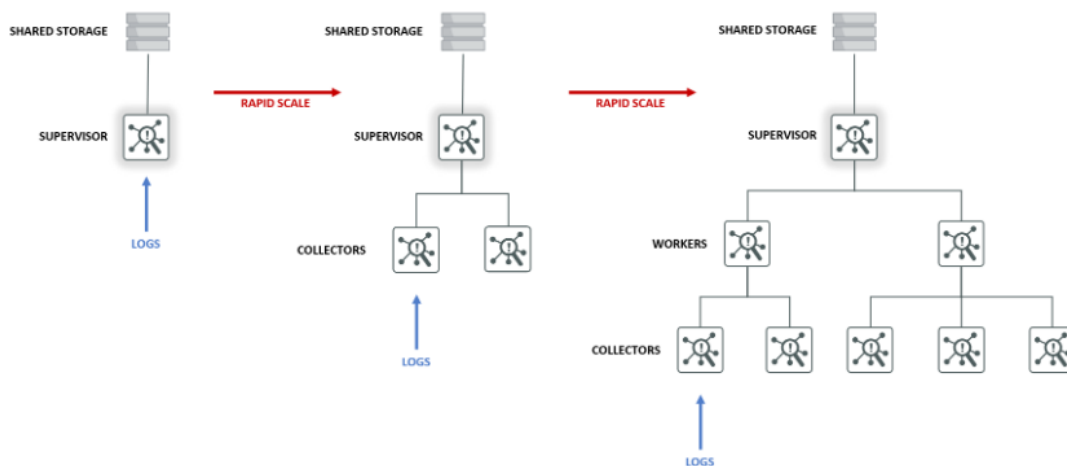 SHARED STORAGE
SHARED STORAGE
SHARED STORAGE
RAPID SCALE
RAPID SCALE
SUPERVISOR
SUPERVISOR
SUPERVISOR
LOGS
COLLECTORS
WORKERS
LOGS
COLLECTORS
LOGS